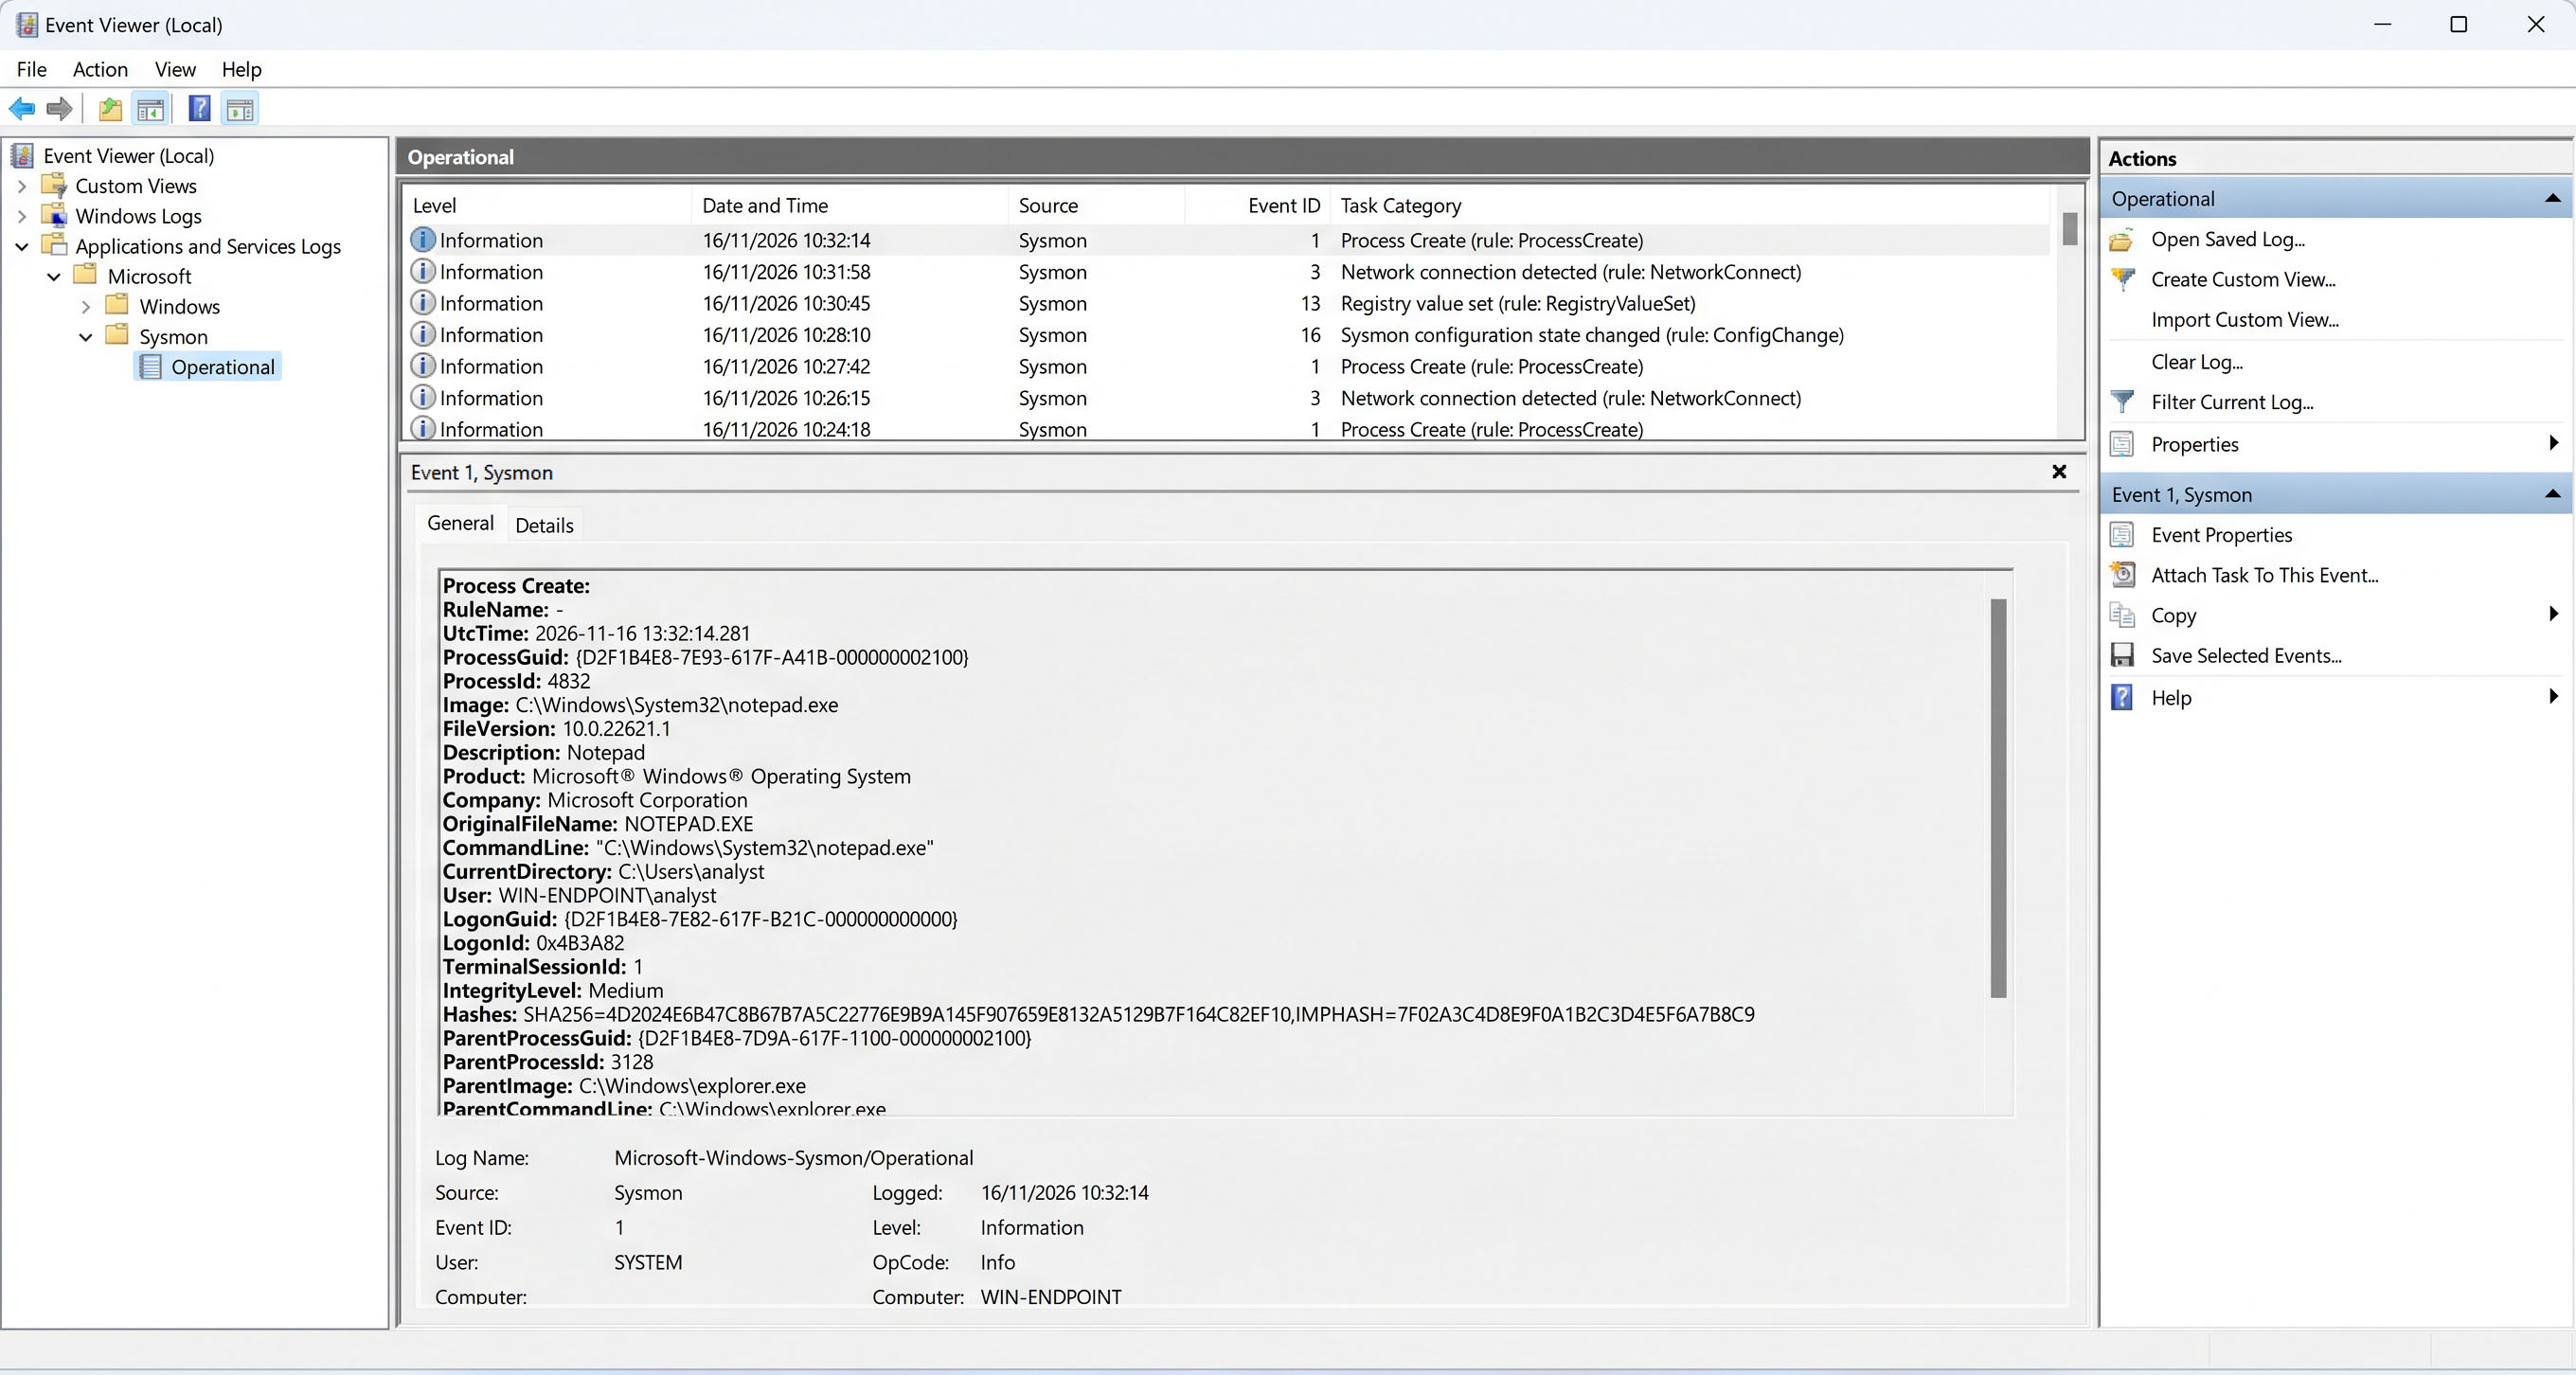 Event Viewer (Local)
File Action View Help
Event Viewer (Local)
Custom Views
Windows Logs
Applications and Services Logs
Microsoft
Windows
Sysmon
Operational
Operational
Level Date and Time Source Event ID Task Category
Information 16/11/2026 10:32:14 Sysmon 1 Process Create (rule: ProcessCreate)
Information 16/11/2026 10:31:58 Sysmon 3 Network connection detected (rule: NetworkConnect)
Information 16/11/2026 10:30:45 Sysmon 13 Registry value set (rule: RegistryValueSet)
Information 16/11/2026 10:28:10 Sysmon 16 Sysmon configuration state changed (rule: ConfigChange)
Information 16/11/2026 10:27:42 Sysmon 1 Process Create (rule: ProcessCreate)
Information 16/11/2026 10:26:15 Sysmon 3 Network connection detected (rule: NetworkConnect)
Information 16/11/2026 10:24:18 Sysmon 1 Process Create (rule: ProcessCreate)
Event 1, Sysmon
General Details
Process Create:
RuleName: -
UtcTime: 2026-11-16 13:32:14.281
ProcessGuid: {D2F1B4E8-7E93-617F-A41B-000000002100}
ProcessId: 4832
Image: C:\Windows\System32\notepad.exe
FileVersion: 10.0.22621.1
Description: Notepad
Product: Microsoft® Windows® Operating System
Company: Microsoft Corporation
OriginalFileName: NOTEPAD.EXE
CommandLine: "C:\Windows\System32\notepad.exe"
CurrentDirectory: C:\Users\analyst
User: WIN-ENDPOINT\analyst
LogonGuid: {D2F1B4E8-7E82-617F-B21C-000000000000}
LogonId: 0x4B3A82
TerminalSessionId: 1
IntegrityLevel: Medium
Hashes: SHA256=4D2024E6B47C8B67B7A5C22776E9B9A145F907659E8132A5129B7F164C82EF10,IMPHASH=7F02A3C4D8E9F0A1B2C3D4E5F6A7B8C9
ParentProcessGuid: {D2F1B4E8-7D9A-617F-1100-000000002100}
ParentProcessId: 3128
ParentImage: C:\Windows\explorer.exe
ParentCommandLine: C:\Windows\explorer.exe
Log Name: Microsoft-Windows-Sysmon/Operational
Source: Sysmon Logged: 16/11/2026 10:32:14
Event ID: 1 Level: Information
User: SYSTEM OpCode: Info
Computer: Computer: WIN-ENDPOINT
Actions
Operational
Open Saved Log...
Create Custom View...
Import Custom View...
Clear Log...
Filter Current Log...
Properties
Event 1, Sysmon
Event Properties
Attach Task To This Event...
Copy
Save Selected Events...
Help